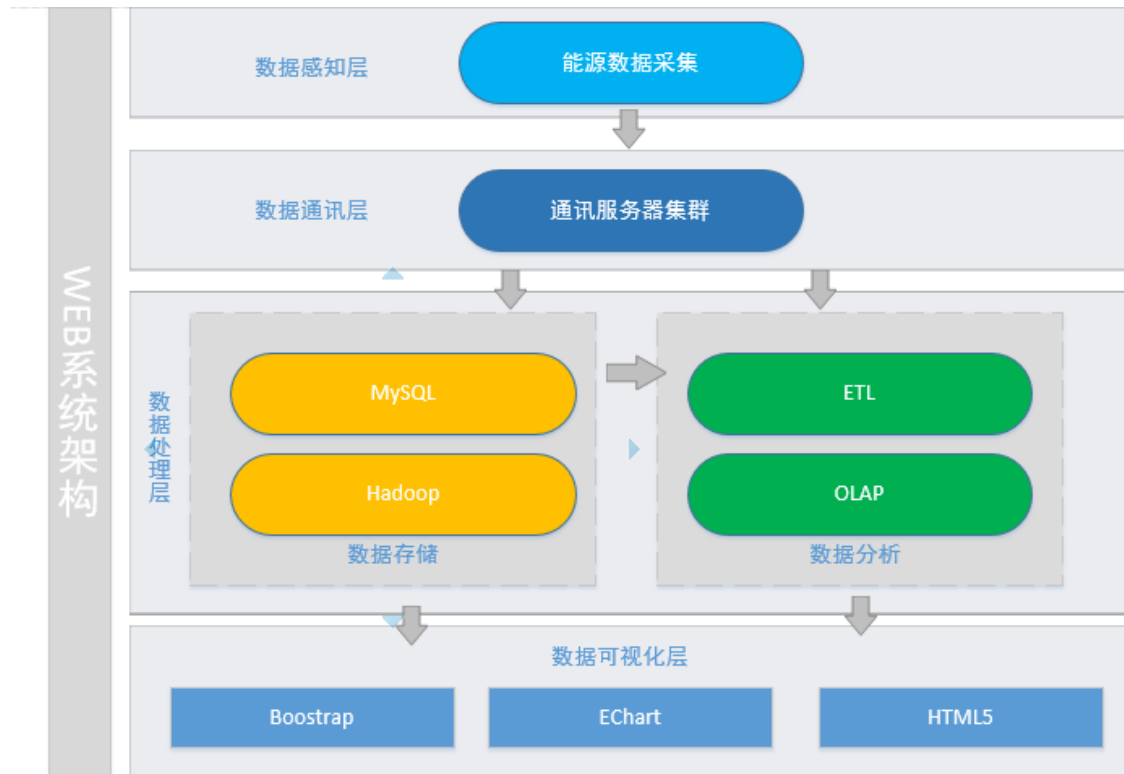 WEB系统架构
数据感知层
能源数据采集
数据通讯层
通讯服务器集群
数据处理层
MySQL
Hadoop
数据存储
ETL
OLAP
数据分析
数据可视化层
Boostrap
EChart
HTML5